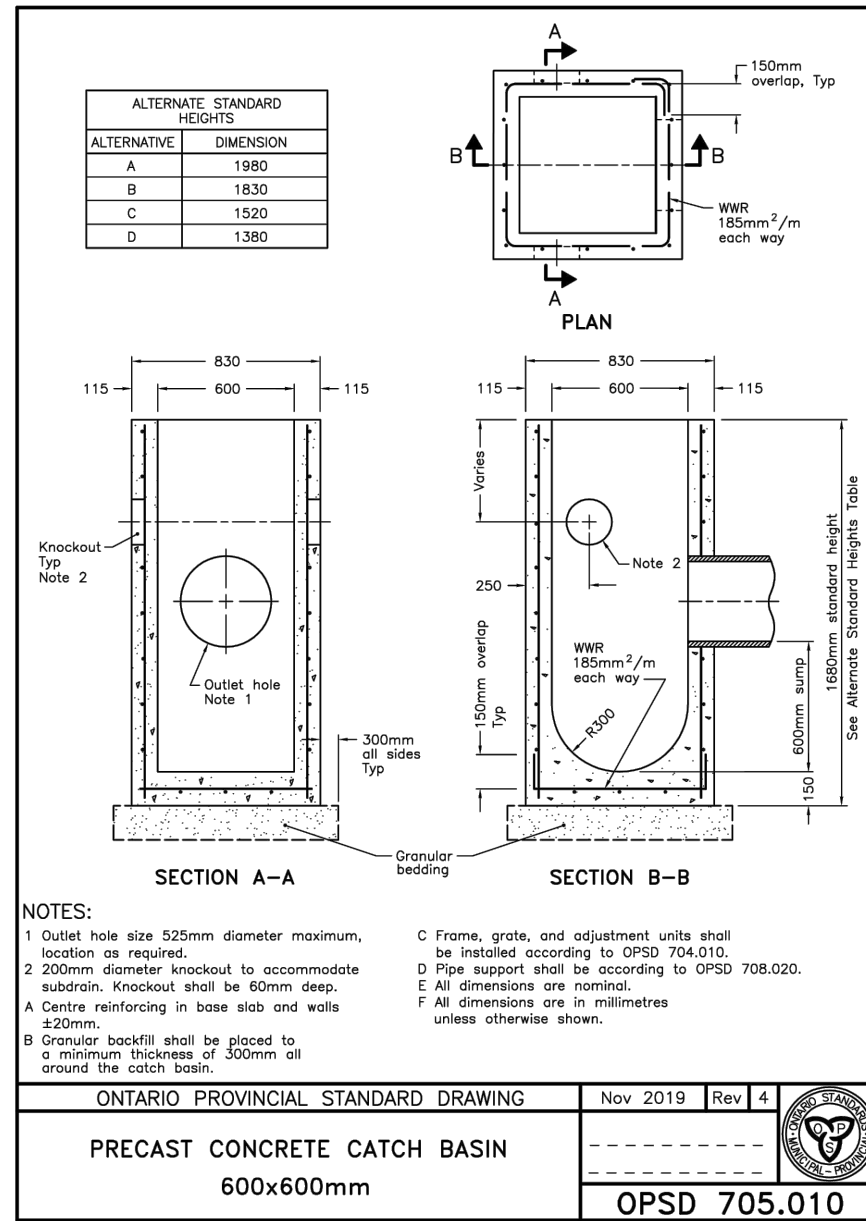 ALTERNATE STANDARD
HEIGHTS
ALTERNATIVE DIMENSION
A 1980
B 1830
C 1520
D 1380
A
150mm
overlap, Typ
B
B
WWR
185mm²/m
each way
A
PLAN
830
115
600
115
Knockout
Typ
Note 2
Outlet hole
Note 1
300mm
all sides
Typ
SECTION A–A
830
115
600
115
Varies
Note 2
250
WWR
185mm²/m
each way
150mm overlap
Typ
R300
600mm sump
150
1680mm standard height
See Alternate Standard Heights Table
Granular
bedding
SECTION B–B
NOTES:
1 Outlet hole size 525mm diameter maximum,
location as required.
2 200mm diameter knockout to accommodate
subdrain. Knockout shall be 60mm deep.
A Centre reinforcing in base slab and walls
±20mm.
B Granular backfill shall be placed to
a minimum thickness of 300mm all
around the catch basin.
C Frame, grate, and adjustment units shall
be installed according to OPSD 704.010.
D Pipe support shall be according to OPSD 708.020.
E All dimensions are nominal.
F All dimensions are in millimetres
unless otherwise shown.
ONTARIO PROVINCIAL STANDARD DRAWING
Nov 2019 Rev 4
PRECAST CONCRETE CATCH BASIN
600x600mm
OPSD 705.010
O P
S